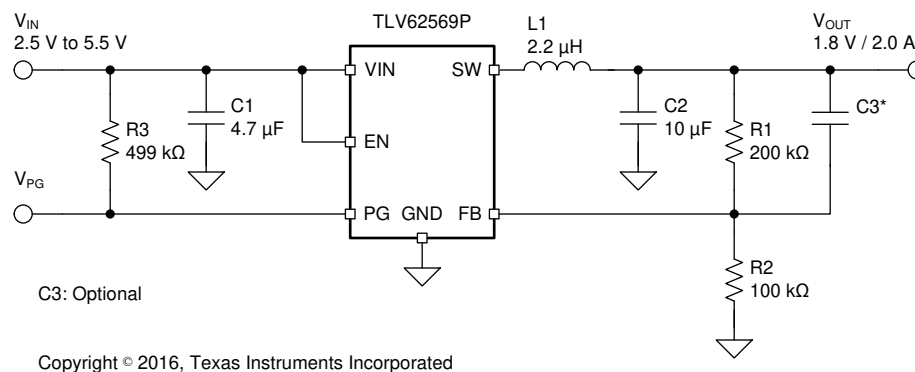 TLV62569P
V_IN
2.5 V to 5.5 V
L1
2.2 µH
V_OUT
1.8 V / 2.0 A
VIN
SW
C1
4.7 µF
R3
499 kΩ
EN
C2
10 µF
R1
200 kΩ
C3*
V_PG
PG
GND
FB
R2
100 kΩ
C3: Optional
Copyright © 2016, Texas Instruments Incorporated